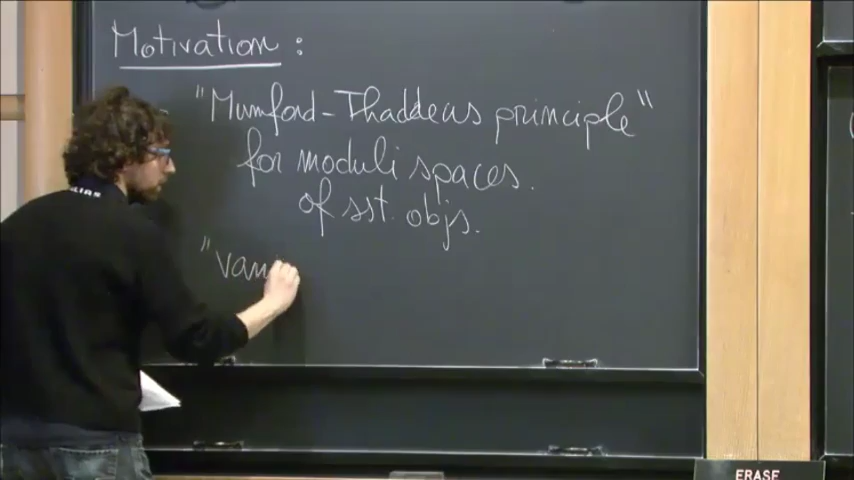 Motivation :
"Mumford-Thaddeus principle"
for moduli spaces.
of sst. objs.
"van
ERASE